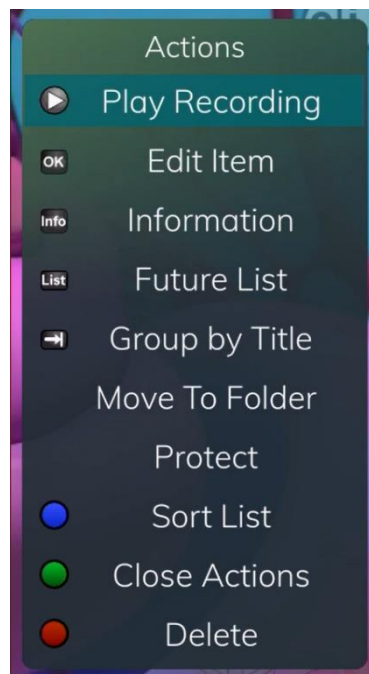 Actions
Play Recording
OK Edit Item
Info Information
List Future List
Group by Title
Move To Folder
Protect
Sort List
Close Actions
Delete